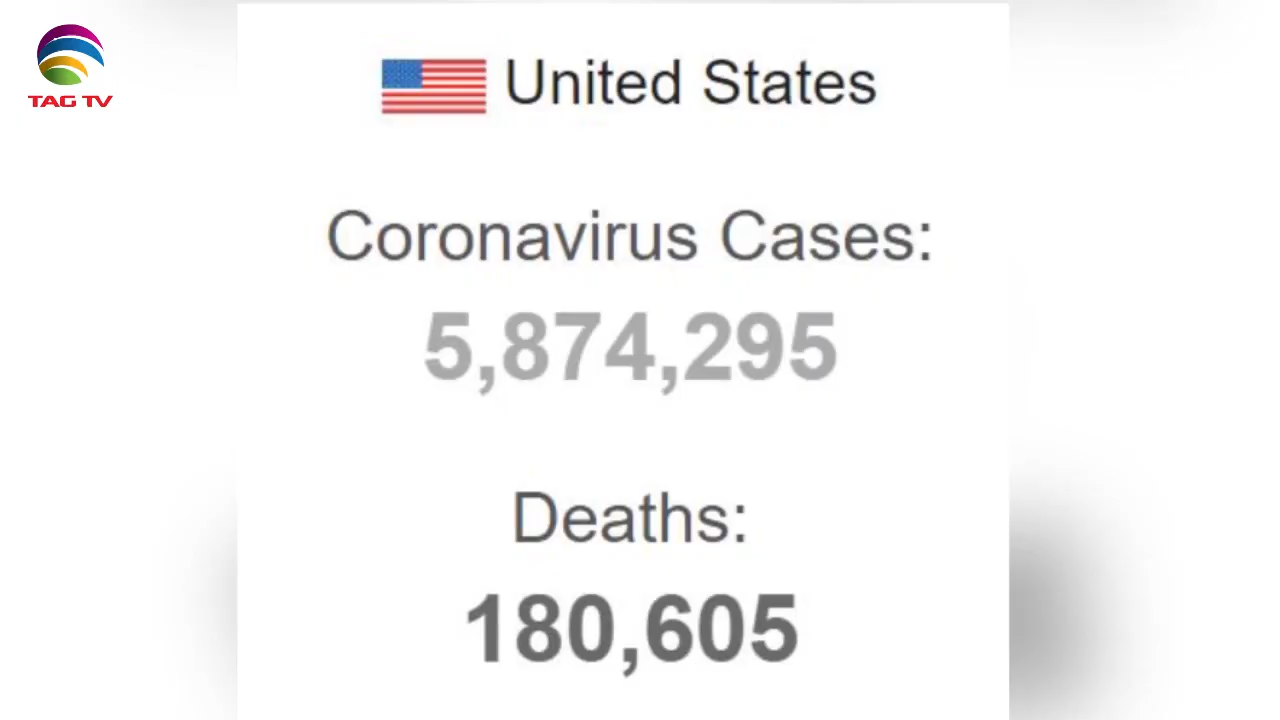 TAG TV
United States
Coronavirus Cases:
5,874,295
Deaths:
180,605